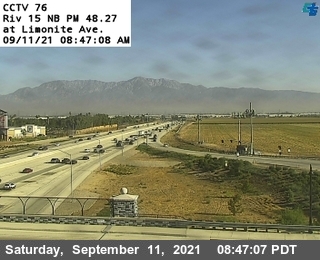 CCTV 76
Riv 15 NB PM 48.27
at Limonite Ave.
09/11/21 08:47:08 AM
Saturday, September 11, 2021 08:47:07 PDT